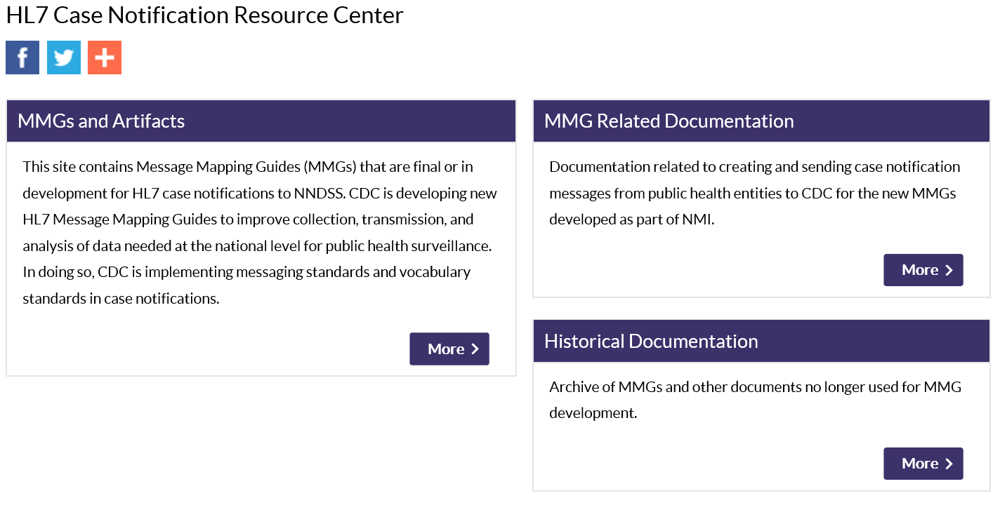 HL7 Case Notification Resource Center
MMGs and Artifacts
This site contains Message Mapping Guides (MMGs) that are final or in
development for HL7 case notifications to NNDSS. CDC is developing new
HL7 Message Mapping Guides to improve collection, transmission, and
analysis of data needed at the national level for public health surveillance.
In doing so, CDC is implementing messaging standards and vocabulary
standards in case notifications.
More
MMG Related Documentation
Documentation related to creating and sending case notification
messages from public health entities to CDC for the new MMGs
developed as part of NMI.
More
Historical Documentation
Archive of MMGs and other documents no longer used for MMG
development.
More